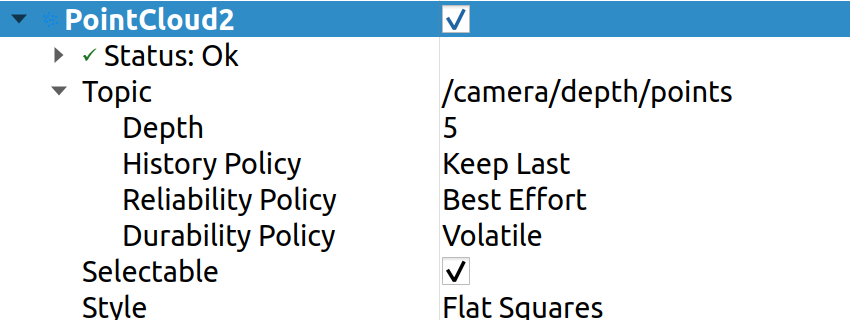 PointCloud2
Status: Ok
Topic /camera/depth/points
Depth 5
History Policy Keep Last
Reliability Policy Best Effort
Durability Policy Volatile
Selectable
Style Flat Squares